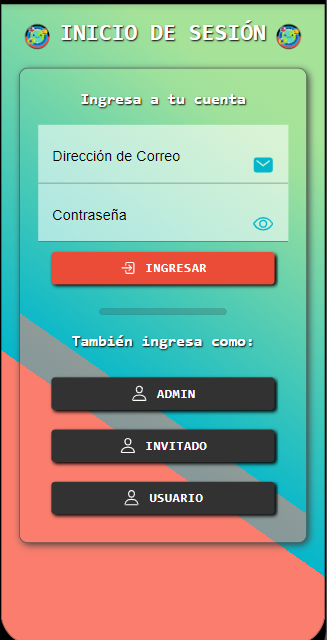 INICIO DE SESIÓN
Ingresa a tu cuenta
Dirección de Correo
Contraseña
INGRESAR
También ingresa como:
ADMIN
INVITADO
USUARIO